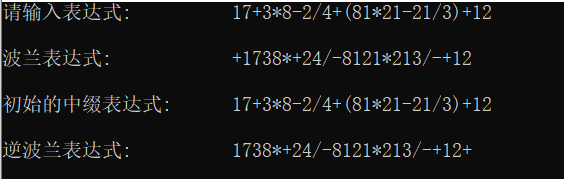 请输入表达式: 17+3*8-2/4+(81*21-21/3)+12
波兰表达式: +1738*+24/-8121*213/-+12
初始的中缀表达式: 17+3*8-2/4+(81*21-21/3)+12
逆波兰表达式: 1738*+24/-8121*213/-+12+